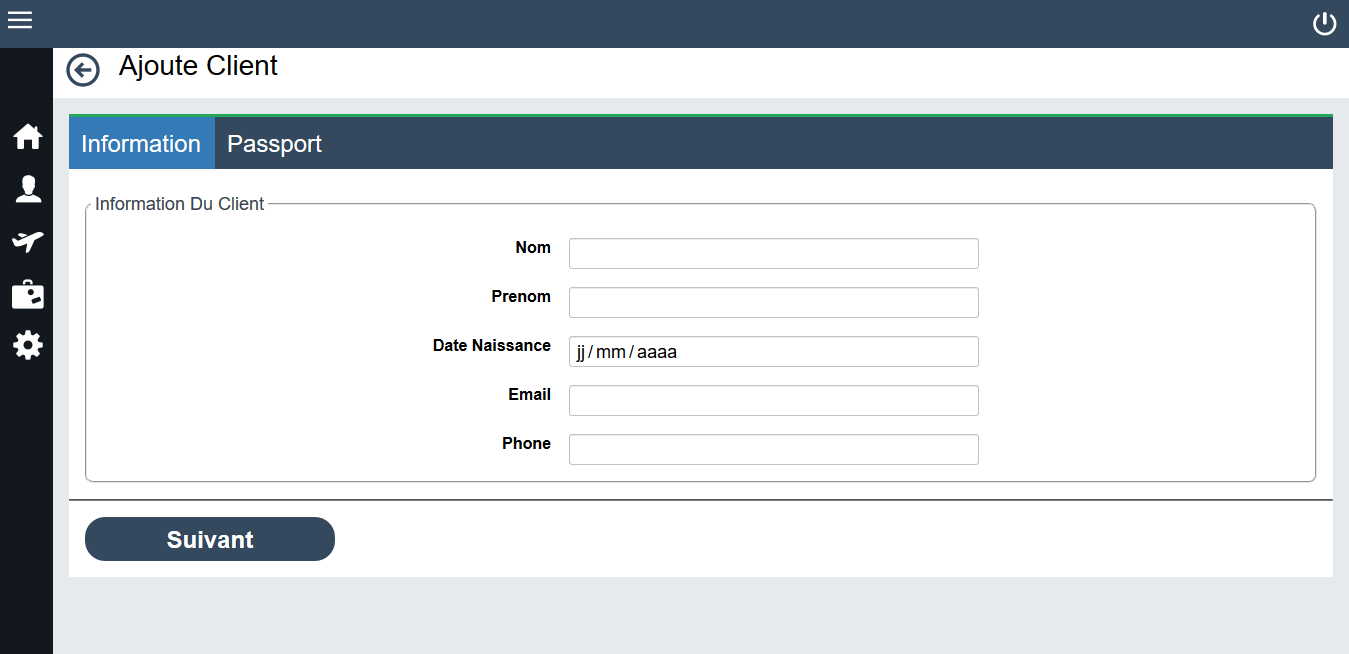 Ajoute Client
Information Passport
Information Du Client
Nom
Prenom
Date Naissance jj/mm/aaaa
Email
Phone
Suivant